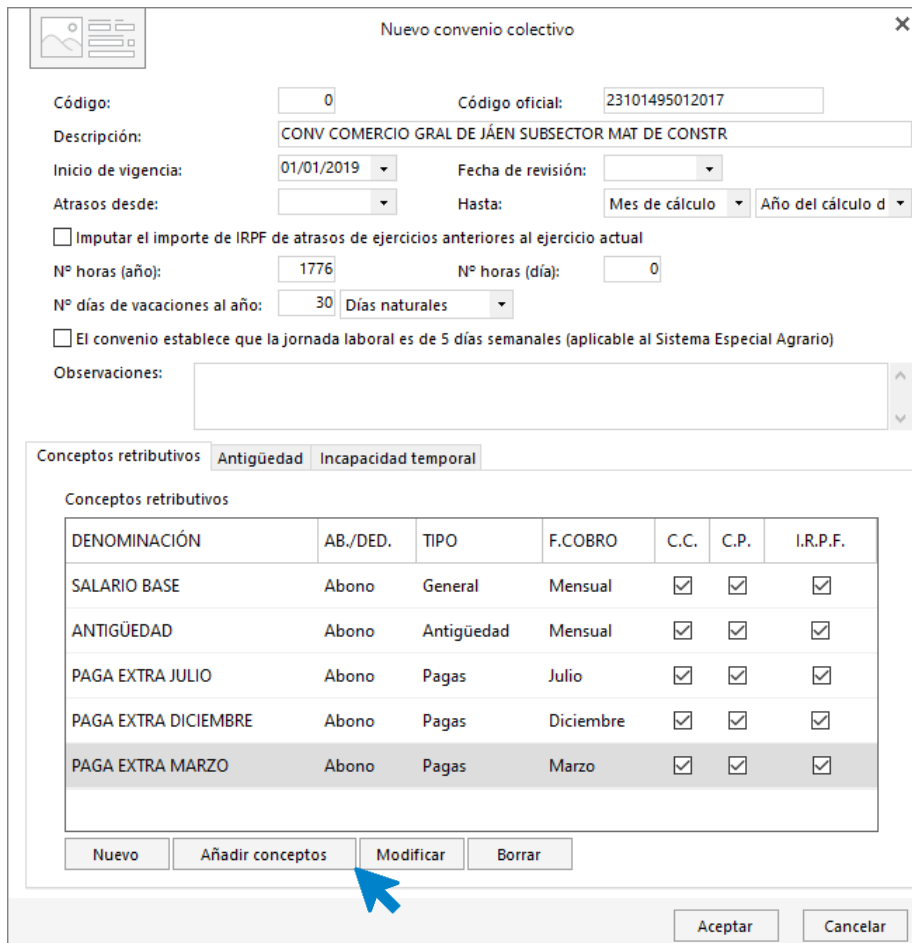 Nuevo convenio colectivo
Código: 0 Código oficial: 23101495012017
Descripción: CONV COMERCIO GRAL DE JÁEN SUBSECTOR MAT DE CONSTR
Inicio de vigencia: 01/01/2019 Fecha de revisión:
Atrasos desde: Hasta: Mes de cálculo Año del cálculo d
Imputar el importe de IRPF de atrasos de ejercicios anteriores al ejercicio actual
Nº horas (año): 1776 Nº horas (día): 0
Nº días de vacaciones al año: 30 Días naturales
El convenio establece que la jornada laboral es de 5 días semanales (aplicable al Sistema Especial Agrario)
Observaciones:
Conceptos retributivos Antigüedad Incapacidad temporal
Conceptos retributivos
DENOMINACIÓN AB./DED. TIPO F.COBRO C.C. C.P. I.R.P.F.
SALARIO BASE Abono General Mensual
ANTIGÜEDAD Abono Antigüedad Mensual
PAGA EXTRA JULIO Abono Pagas Julio
PAGA EXTRA DICIEMBRE Abono Pagas Diciembre
PAGA EXTRA MARZO Abono Pagas Marzo
Nuevo Añadir conceptos Modificar Borrar
Aceptar Cancelar